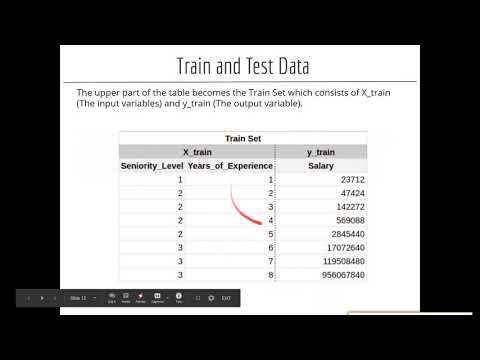 Train and Test Data
The upper part of the table becomes the Train Set which consists of X_train
(The input variables) and y_train (The output variable).
Train Set
X_train y_train
Seniority_Level Years_of_Experience Salary
1 1 23712
2 2 47424
2 3 142272
2 4 569088
2 5 2845440
3 6 17072640
3 7 119508480
3 8 956067840
Slide 12
EXIT